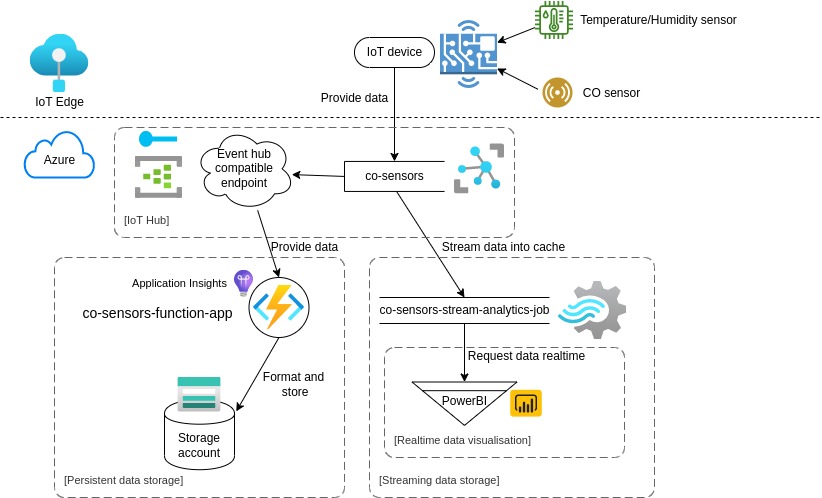 Temperature/Humidity sensor
IoT device
CO sensor
Provide data
IoT Edge
Azure
Event hub
compatible
endpoint
co-sensors
[IoT Hub]
Provide data
Stream data into cache
Application Insights
co-sensors-function-app
co-sensors-stream-analytics-job
Request data realtime
Format and
store
PowerBI
Storage
account
[Realtime data visualisation]
[Persistent data storage]
[Streaming data storage]